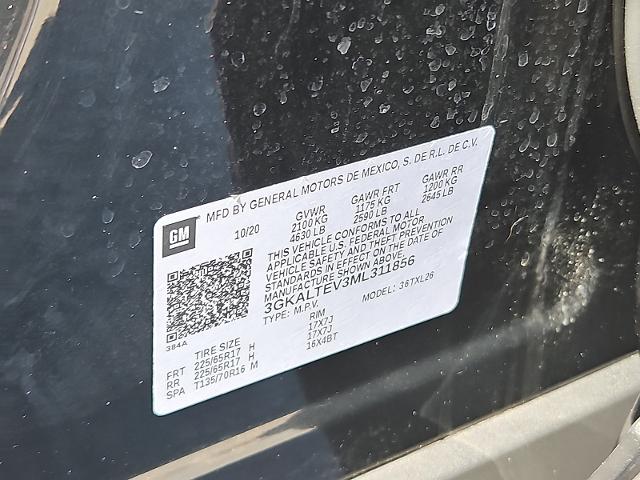 GM
MFD BY GENERAL MOTORS DE MEXICO, S. DE R.L. DE C.V.
10/20
GVWR GAWR FRT GAWR RR
2100 KG 1175 KG 1200 KG
4630 LB 2590 LB 2645 LB
THIS VEHICLE CONFORMS TO ALL
APPLICABLE U.S. FEDERAL MOTOR
VEHICLE SAFETY AND THEFT PREVENTION
STANDARDS IN EFFECT ON THE DATE OF
MANUFACTURE SHOWN ABOVE.
3GKALTEV3ML311856
TYPE: M.P.V. MODEL: 36TXL26
384A
TIRE SIZE RIM
FRT 225/65R17 H 17X7J
RR 225/65R17 H 17X7J
SPA T135/70R16 M 16X4BT